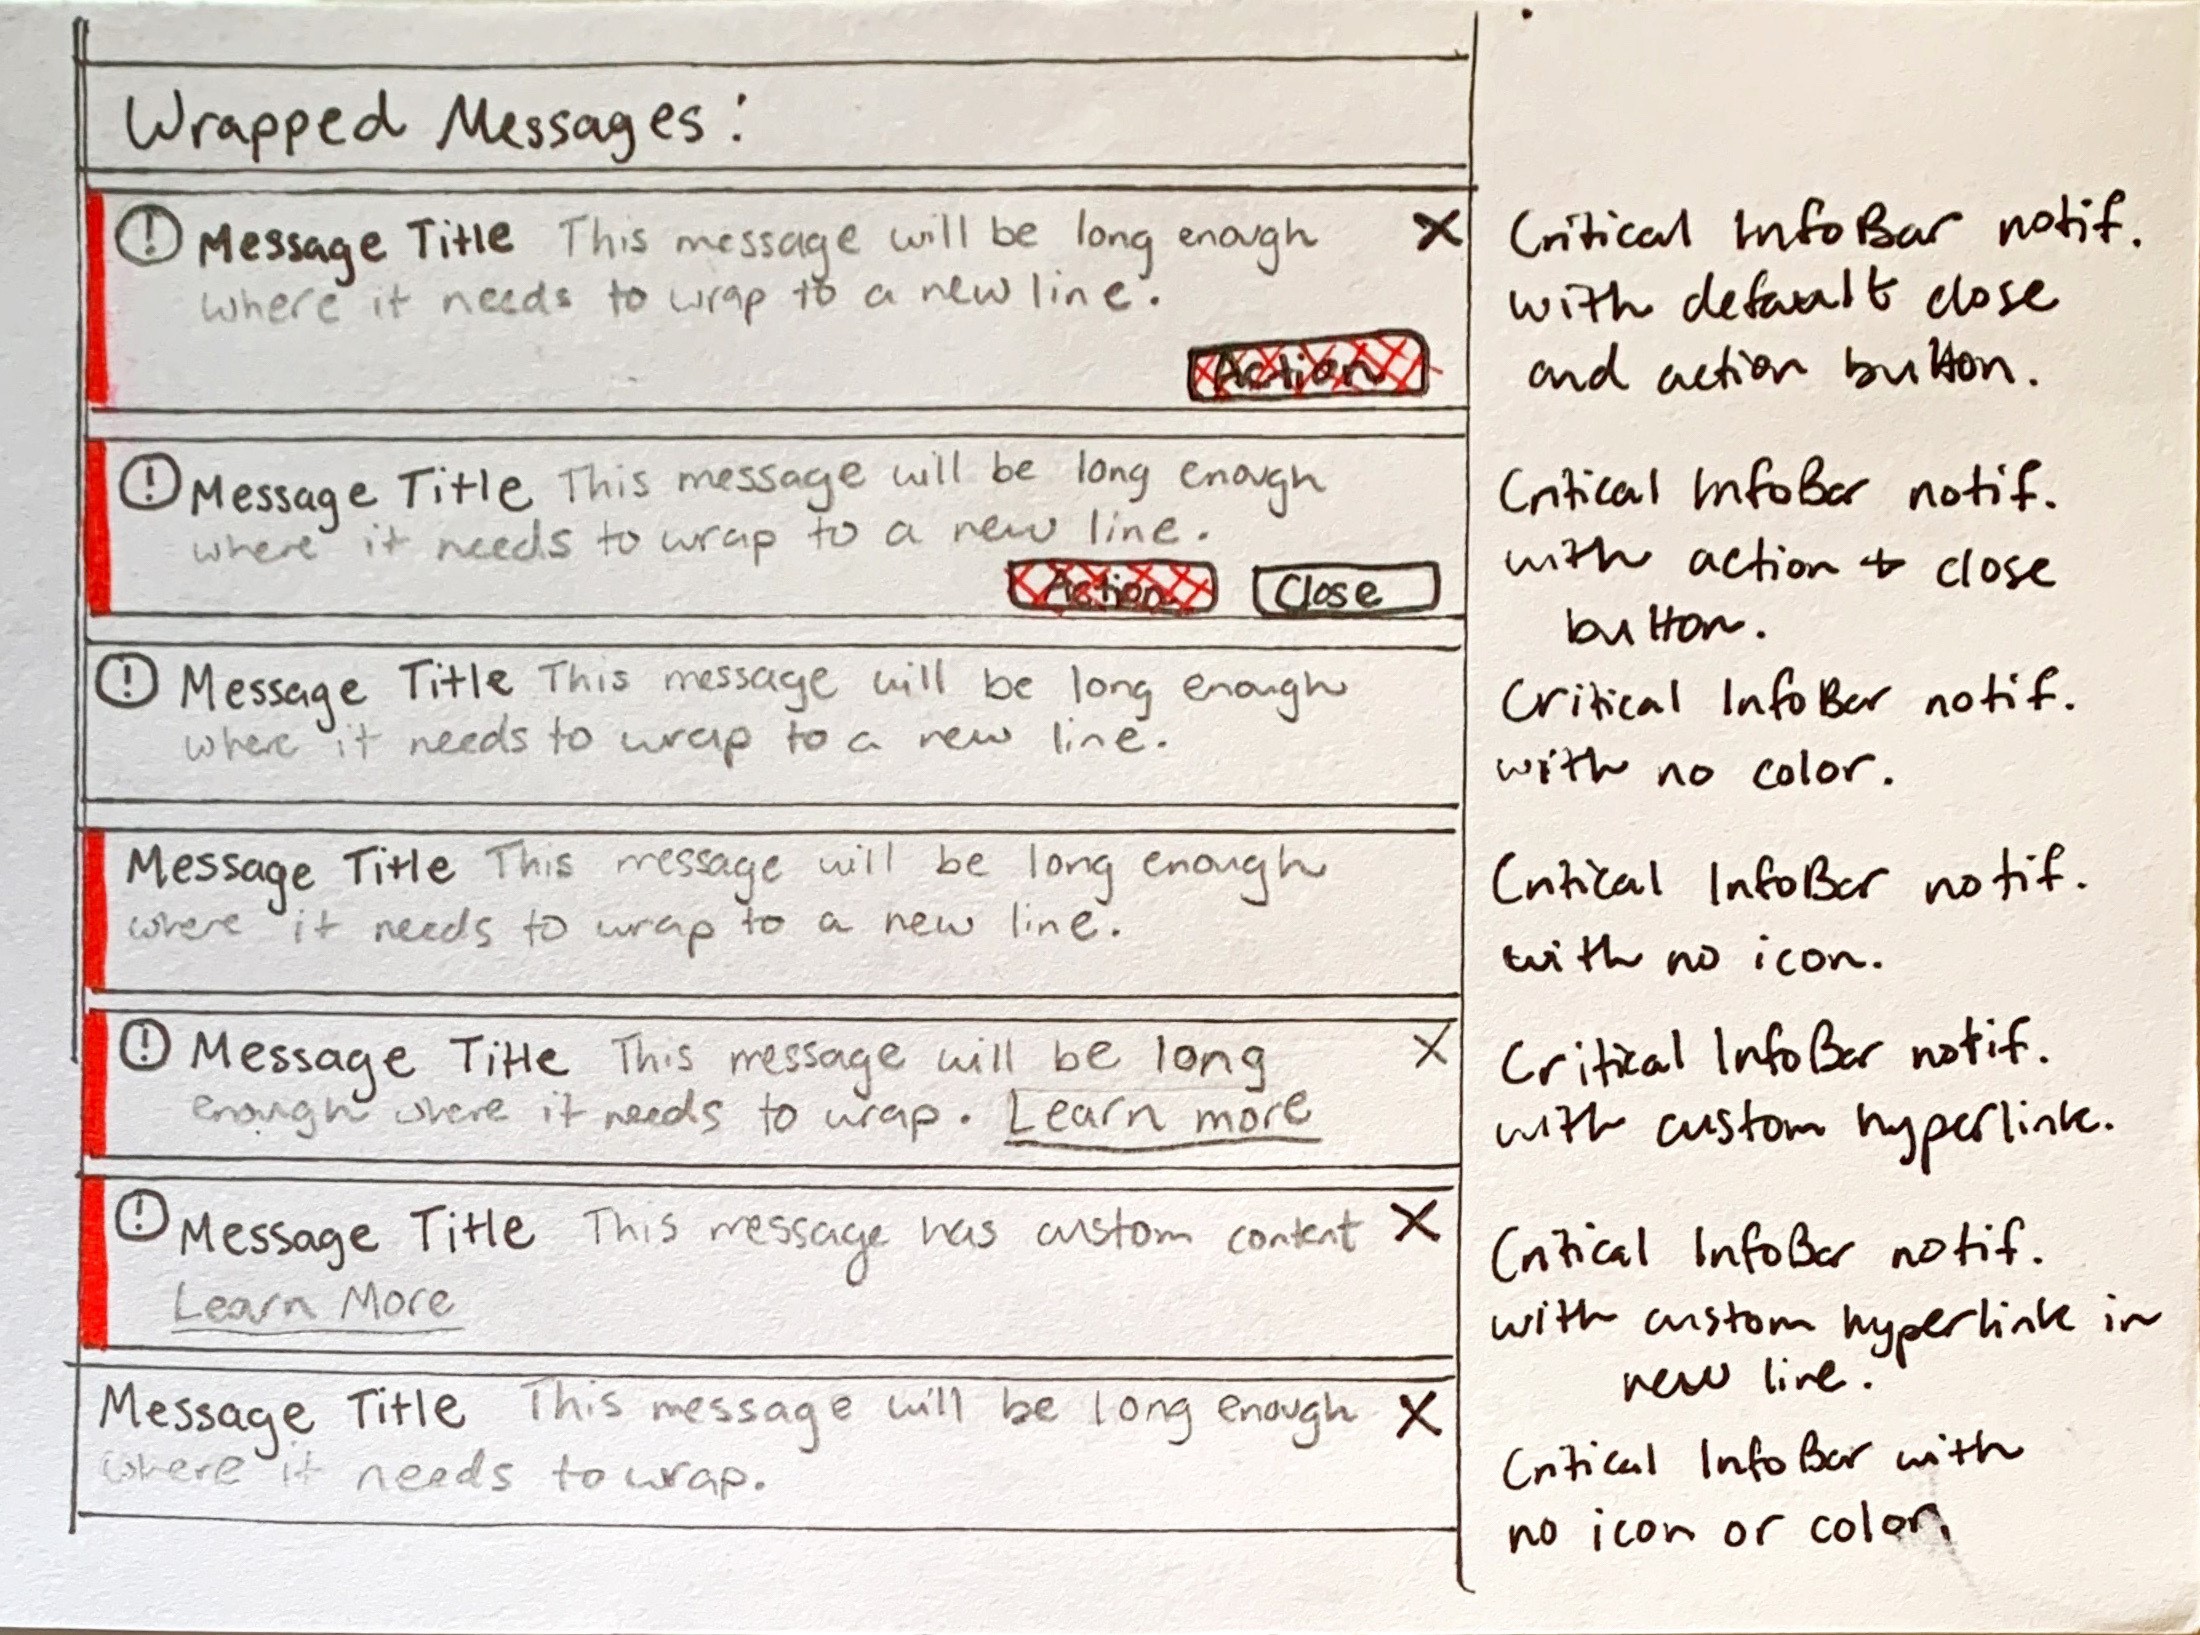 Wrapped Messages:
! Message Title This message will be long enough X
where it needs to wrap to a new line.
Action
Critical InfoBar notif.
with default close
and action button.
! Message Title This message will be long enough
where it needs to wrap to a new line.
Action Close
Critical InfoBar notif.
with action + close
button.
! Message Title This message will be long enough
where it needs to wrap to a new line.
Critical InfoBar notif.
with no color.
Message Title This message will be long enough
where it needs to wrap to a new line.
Critical InfoBar notif.
with no icon.
! Message Title This message will be long X
enough where it needs to wrap. Learn more
Critical InfoBar notif.
with custom hyperlink.
! Message Title This message has custom content X
Learn More
Critical InfoBar notif.
with custom hyperlink in
new line.
Message Title This message will be long enough X
where it needs to wrap.
Critical InfoBar with
no icon or color.